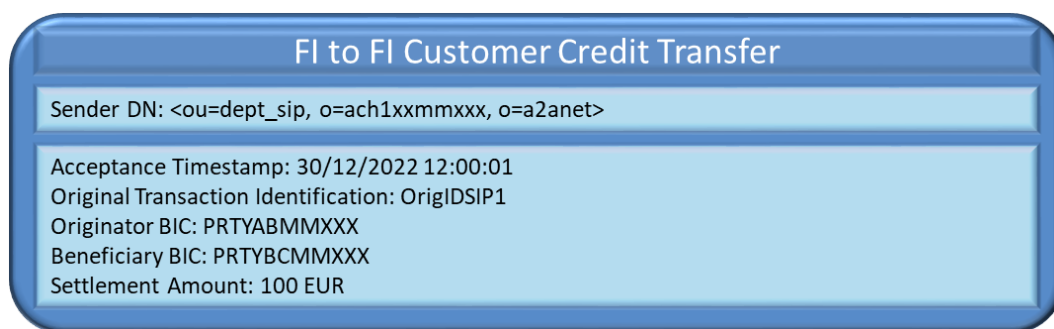 FI to FI Customer Credit Transfer
Sender DN: <ou=dept_sip, o=ach1xxmmxxx, o=a2anet>
Acceptance Timestamp: 30/12/2022 12:00:01
Original Transaction Identification: OrigIDSIP1
Originator BIC: PRTYABMMXXX
Beneficiary BIC: PRTYBCMMXXX
Settlement Amount: 100 EUR